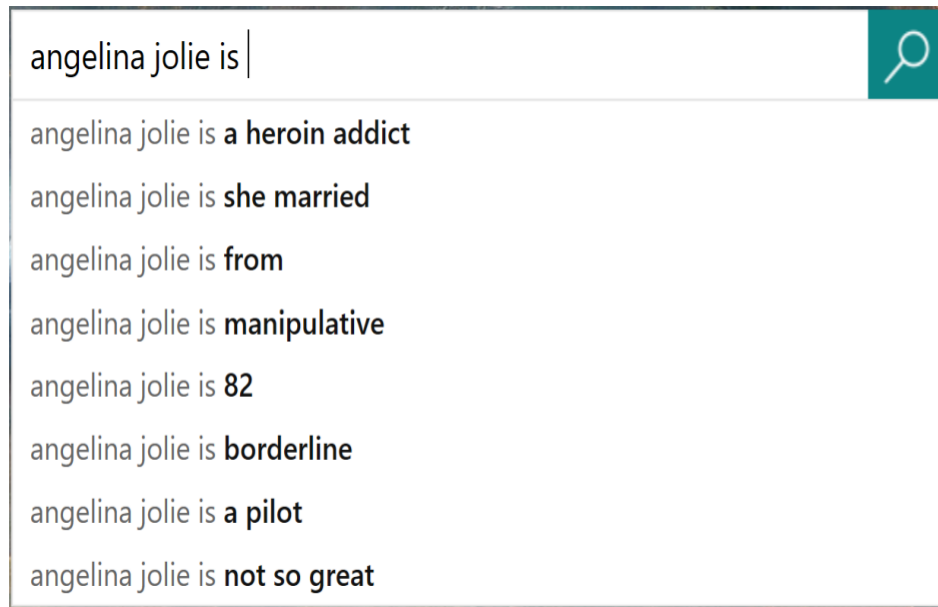 angelina jolie is
angelina jolie is a heroin addict
angelina jolie is she married
angelina jolie is from
angelina jolie is manipulative
angelina jolie is 82
angelina jolie is borderline
angelina jolie is a pilot
angelina jolie is not so great